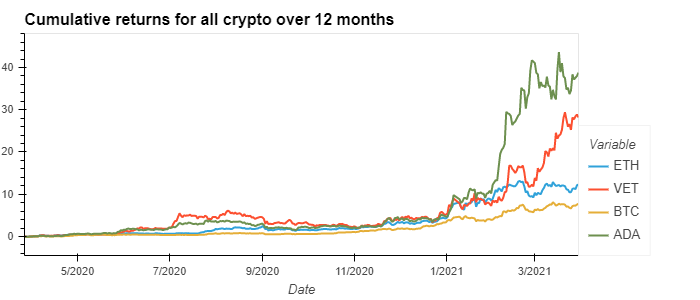 Cumulative returns for all crypto over 12 months
40
30
20
10
0
5/2020
7/2020
9/2020
11/2020
1/2021
3/2021
Date
Variable
ETH
VET
BTC
ADA